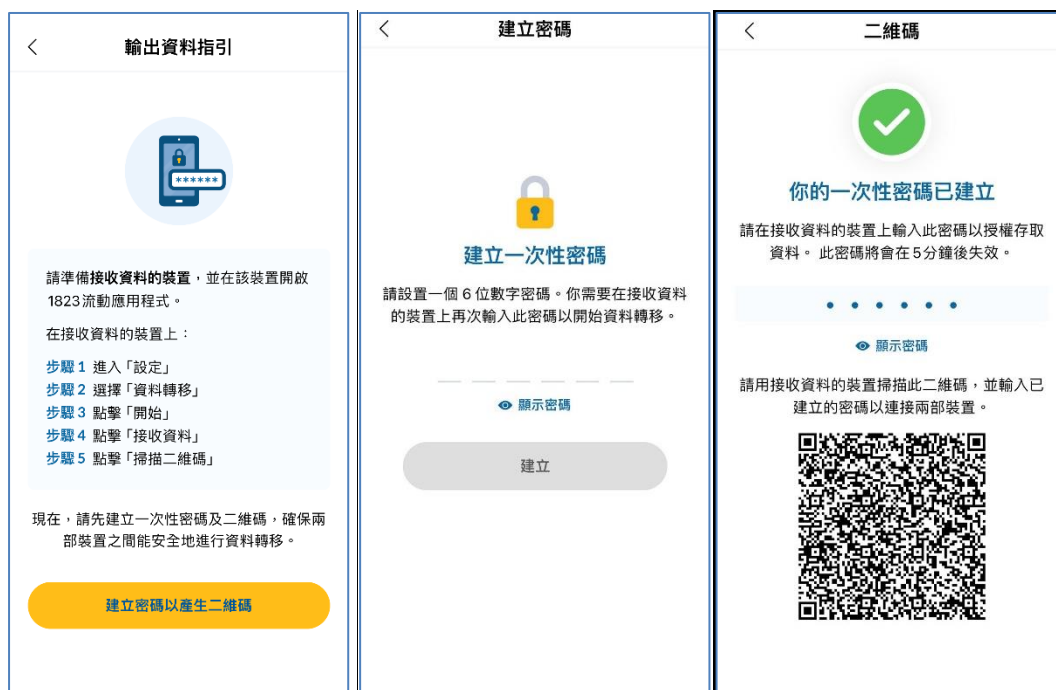 輸出資料指引
******
請準備接收資料的裝置，並在該裝置開啟
1823流動應用程式。
在接收資料的裝置上：
步驟 1 進入「設定」
步驟 2 選擇「資料轉移」
步驟 3 點擊「開始」
步驟 4 點擊「接收資料」
步驟 5 點擊「掃描二維碼」
現在，請先建立一次性密碼及二維碼，確保兩
部裝置之間能安全地進行資料轉移。
建立密碼以產生二維碼
建立密碼
建立一次性密碼
請設置一個 6 位數字密碼。你需要在接收資料
的裝置上再次輸入此密碼以開始資料轉移。
顯示密碼
建立
二維碼
你的一次性密碼已建立
請在接收資料的裝置上輸入此密碼以授權存取
資料。 此密碼將會在 5 分鐘後失效。
顯示密碼
請用接收資料的裝置掃描此二維碼，並輸入已
建立的密碼以連接兩部裝置。